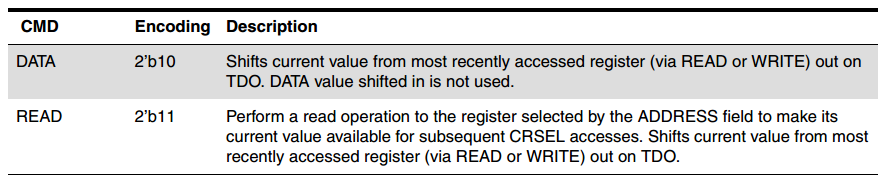 CMD Encoding Description
DATA 2'b10 Shifts current value from most recently accessed register (via READ or WRITE) out on
TDO. DATA value shifted in is not used.
READ 2'b11 Perform a read operation to the register selected by the ADDRESS field to make its
current value available for subsequent CRSEL accesses. Shifts current value from most
recently accessed register (via READ or WRITE) out on TDO.